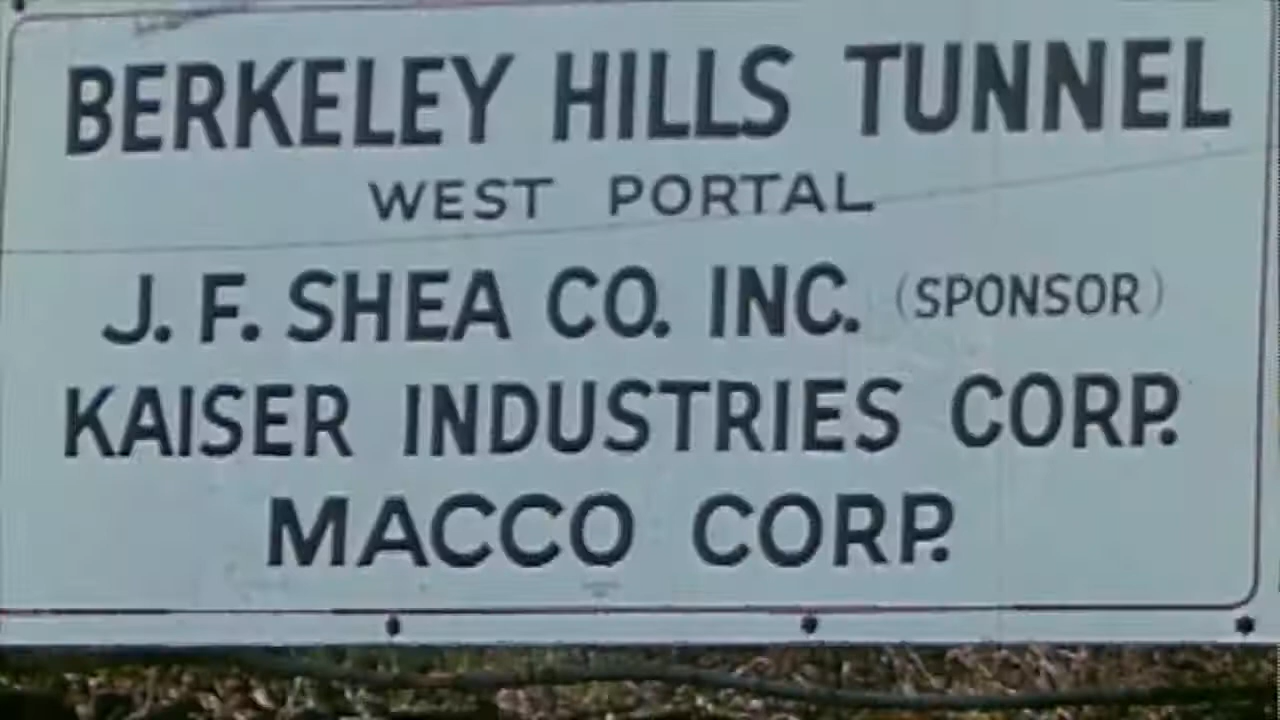 BERKELEY HILLS TUNNEL
WEST PORTAL
J. F. SHEA CO. INC. (SPONSOR)
KAISER INDUSTRIES CORP.
MACCO CORP.